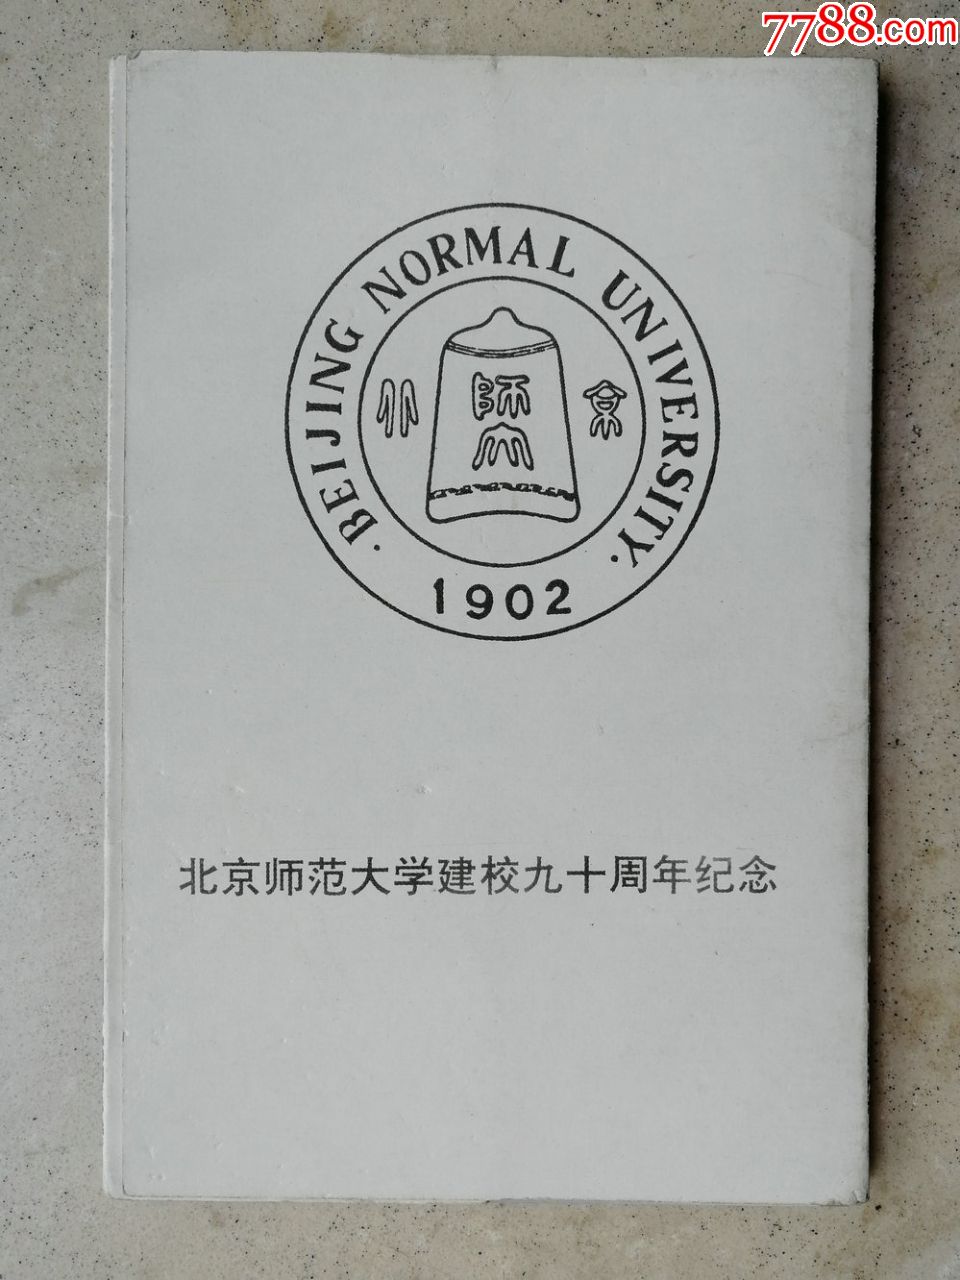 7788.com
BEIJING NORMAL UNIVERSITY
北 師大 京
1902
北京师范大学建校九十周年纪念